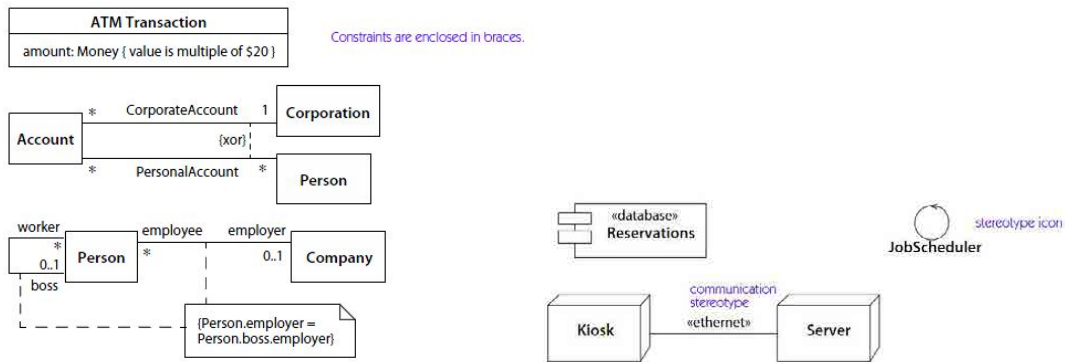 ATM Transaction
amount: Money { value is multiple of $20 }
Constraints are enclosed in braces.
* CorporateAccount 1
Corporation
Account
{xor}
* PersonalAccount *
Person
worker
*
0..1
boss
Person
employee employer
* 0..1
Company
{Person.employer =
Person.boss.employer}
«database»
Reservations
stereotype icon
JobScheduler
communication
stereotype
«ethernet»
Kiosk
Server